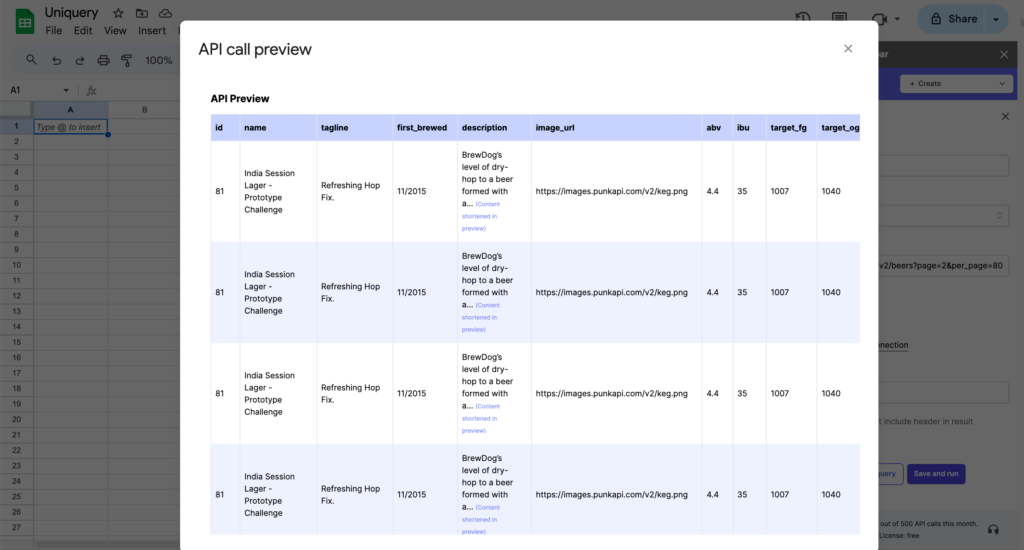 Uniquery
File Edit View Insert
Share
100%
A1
fx
Type @ to insert
A
B
1
2
3
4
5
6
7
8
9
10
11
12
13
14
15
16
17
18
19
20
21
22
23
24
25
26
27
API call preview
API Preview
id name tagline first_brewed description image_url abv ibu target_fg target_og
81
India Session
Lager -
Prototype
Challenge
Refreshing Hop
Fix.
11/2015
BrewDog's
level of dry-
hop to a beer
formed with
a... (Content
shortened in
preview)
https://images.punkapi.com/v2/keg.png
4.4
35
1007
1040
81
India Session
Lager -
Prototype
Challenge
Refreshing Hop
Fix.
11/2015
BrewDog's
level of dry-
hop to a beer
formed with
a... (Content
shortened in
preview)
https://images.punkapi.com/v2/keg.png
4.4
35
1007
1040
81
India Session
Lager -
Prototype
Challenge
Refreshing Hop
Fix.
11/2015
BrewDog's
level of dry-
hop to a beer
formed with
a... (Content
shortened in
preview)
https://images.punkapi.com/v2/keg.png
4.4
35
1007
1040
81
India Session
Lager -
Prototype
Challenge
Refreshing Hop
Fix.
11/2015
BrewDog's
level of dry-
hop to a beer
formed with
a... (Content
shortened in
preview)
https://images.punkapi.com/v2/keg.png
4.4
35
1007
1040
ar
+ Create
v2/beers?page=2&per_page=80
nnection
t include header in result
query
Save and run
out of 500 API calls this month.
License: free